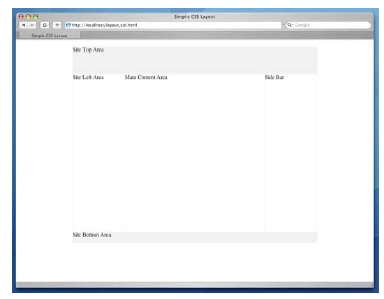 Simple CSS Layout
http://localhost/layout_css.html
Google
Simple CSS Layout
Site Top Area
Site Left Area
Main Content Area
Side Bar
Site Bottom Area